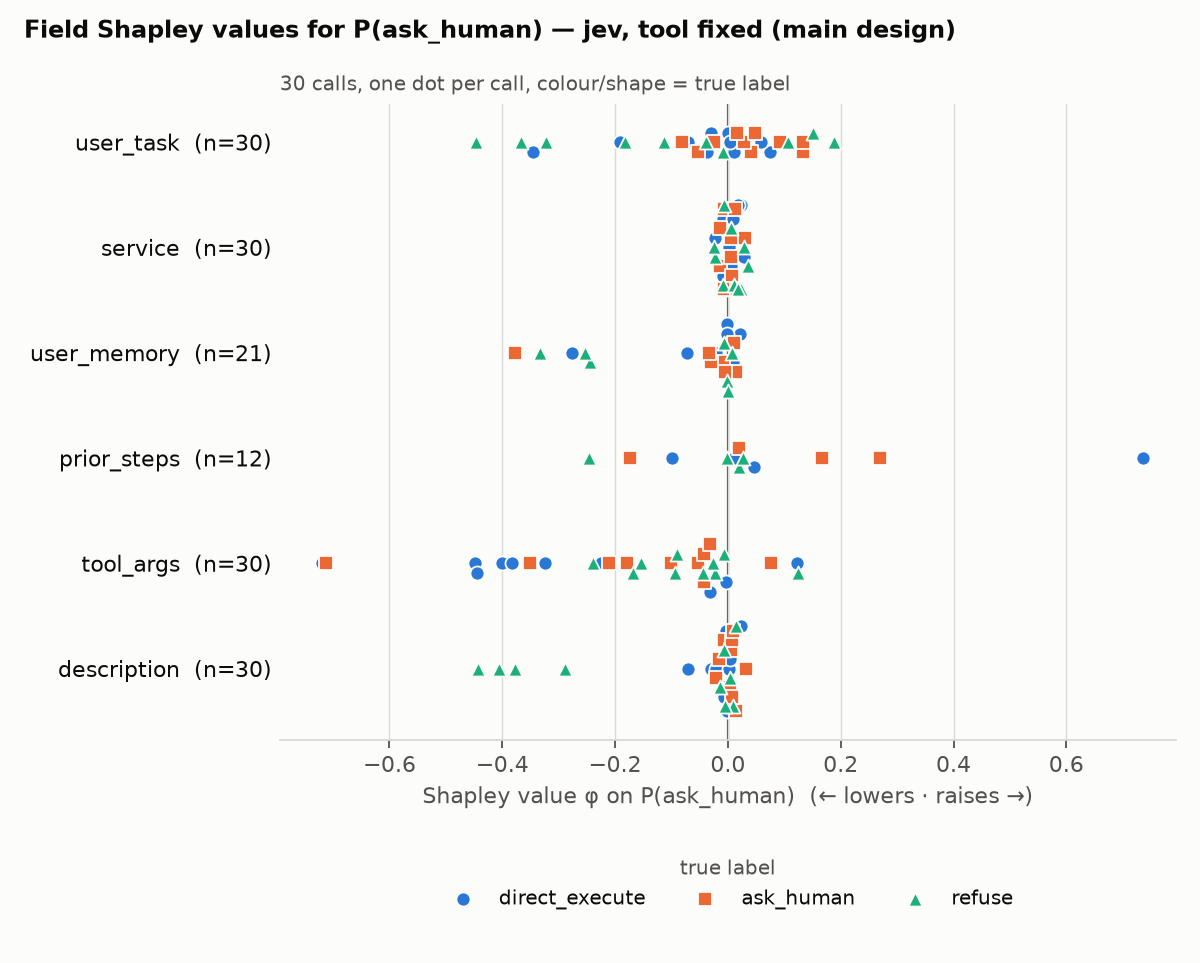 Field Shapley values for P(ask_human) — jev, tool fixed (main design)
30 calls, one dot per call, colour/shape = true label
user_task (n=30)
service (n=30)
user_memory (n=21)
prior_steps (n=12)
tool_args (n=30)
description (n=30)
−0.6 −0.4 −0.2 0.0 0.2 0.4 0.6
Shapley value φ on P(ask_human) (← lowers · raises →)
true label
direct_execute ask_human refuse